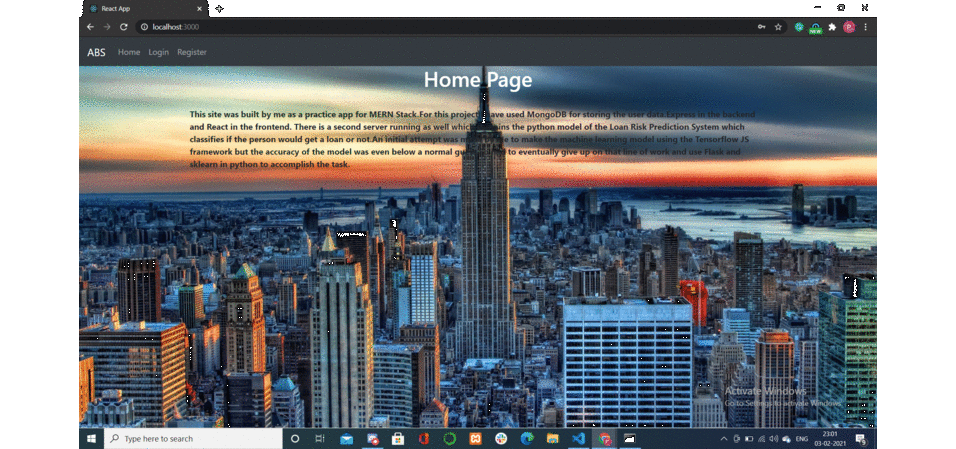 React App
localhost:3000
NEW
P
ABS Home Login Register
Home Page
This site was built by me as a practice app for MERN Stack.For this project ave used MongoDB for storing the user data.Express in the backend
and React in the frontend. There is a second server running as well whic ns the python model of the Loan Risk Prediction System which
classifies if the person would get a loan or not.An initial attempt was e to make the machine learning model using the Tensorflow JS
framework but the accuracy of the model was even below a normal to eventually give up on that line of work and use Flask and
sklearn in python to accomplish the task.
Activate Windows
Go to Settings to activate Windows.
Type here to search
ENG
23:01
03-02-2021